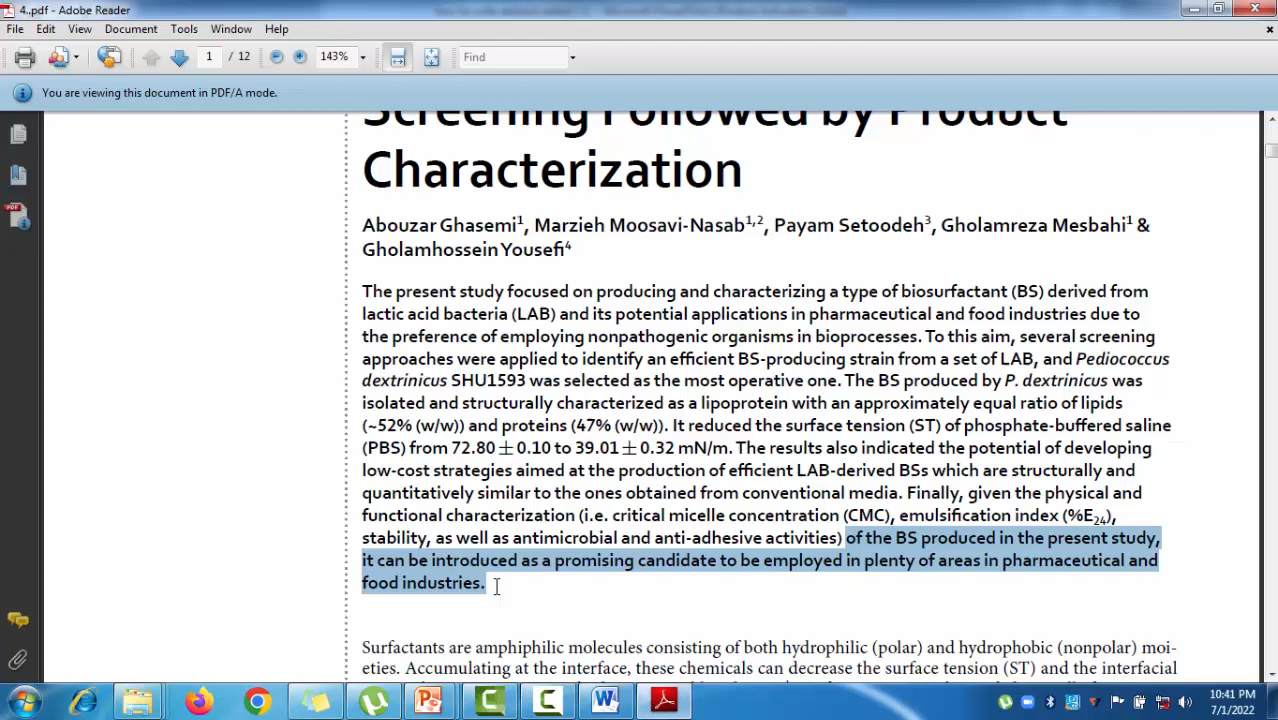 4..pdf - Adobe Reader
File Edit View Document Tools Window Help
1 / 12 143% Find
You are viewing this document in PDF/A mode.
Screening Followed by Product
Characterization
Abouzar Ghasemi1, Marzieh Moosavi-Nasab1,2, Payam Setoodeh3, Gholamreza Mesbahi1 &
Gholamhossein Yousefi4
The present study focused on producing and characterizing a type of biosurfactant (BS) derived from
lactic acid bacteria (LAB) and its potential applications in pharmaceutical and food industries due to
the preference of employing nonpathogenic organisms in bioprocesses. To this aim, several screening
approaches were applied to identify an efficient BS-producing strain from a set of LAB, and Pediococcus
dextrinicus SHU1593 was selected as the most operative one. The BS produced by P. dextrinicus was
isolated and structurally characterized as a lipoprotein with an approximately equal ratio of lipids
(~52% (w/w)) and proteins (47% (w/w)). It reduced the surface tension (ST) of phosphate-buffered saline
(PBS) from 72.80 ± 0.10 to 39.01 ± 0.32 mN/m. The results also indicated the potential of developing
low-cost strategies aimed at the production of efficient LAB-derived BSs which are structurally and
quantitatively similar to the ones obtained from conventional media. Finally, given the physical and
functional characterization (i.e. critical micelle concentration (CMC), emulsification index (%E24),
stability, as well as antimicrobial and anti-adhesive activities) of the BS produced in the present study,
it can be introduced as a promising candidate to be employed in plenty of areas in pharmaceutical and
food industries.
Surfactants are amphiphilic molecules consisting of both hydrophilic (polar) and hydrophobic (nonpolar) moi-
eties. Accumulating at the interface, these chemicals can decrease the surface tension (ST) and the interfacial
10:41 PM
7/1/2022